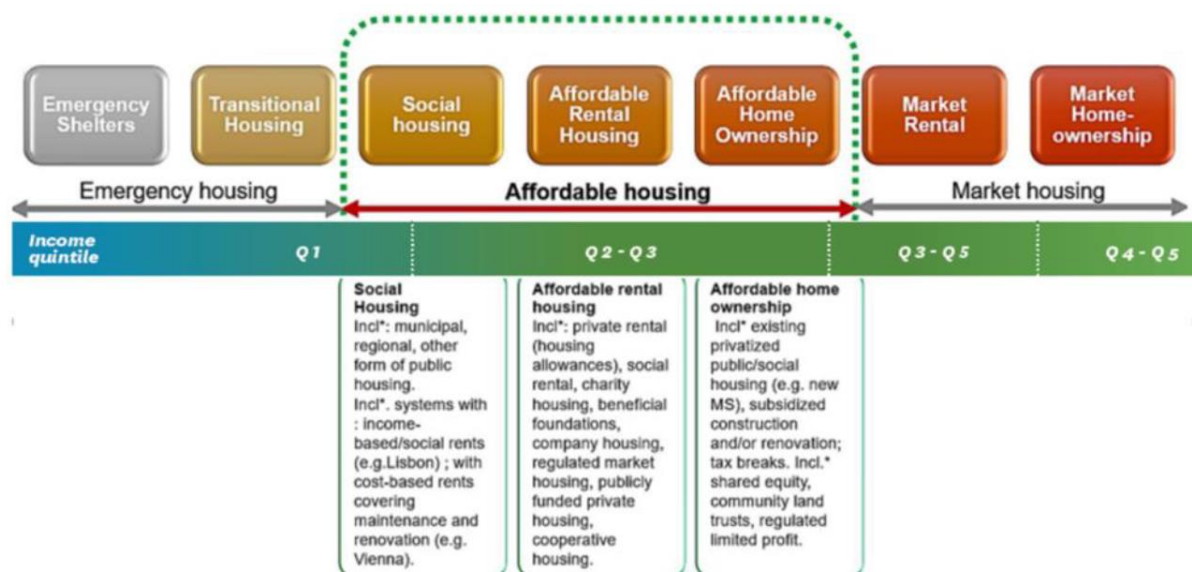 Emergency
Shelters
Transitional
Housing
Social
housing
Affordable
Rental
Housing
Affordable
Home
Ownership
Market
Rental
Market
Home-
ownership
Emergency housing
Affordable housing
Market housing
Income
quintile
Q1
Q2 - Q3
Q3 - Q5
Q4 - Q5
Social
Housing
Incl*: municipal,
regional, other
form of public
housing.
Incl*. systems with
: income-
based/social rents
(e.g.Lisbon) ; with
cost-based rents
covering
maintenance and
renovation (e.g.
Vienna).
Affordable rental
housing
Incl*: private rental
(housing
allowances), social
rental, charity
housing, beneficial
foundations,
company housing,
regulated market
housing, publicly
funded private
housing,
cooperative
housing.
Affordable home
ownership
Incl* existing
privatized
public/social
housing (e.g. new
MS), subsidized
construction
and/or renovation;
tax breaks. Incl.*
shared equity,
community land
trusts, regulated
limited profit.